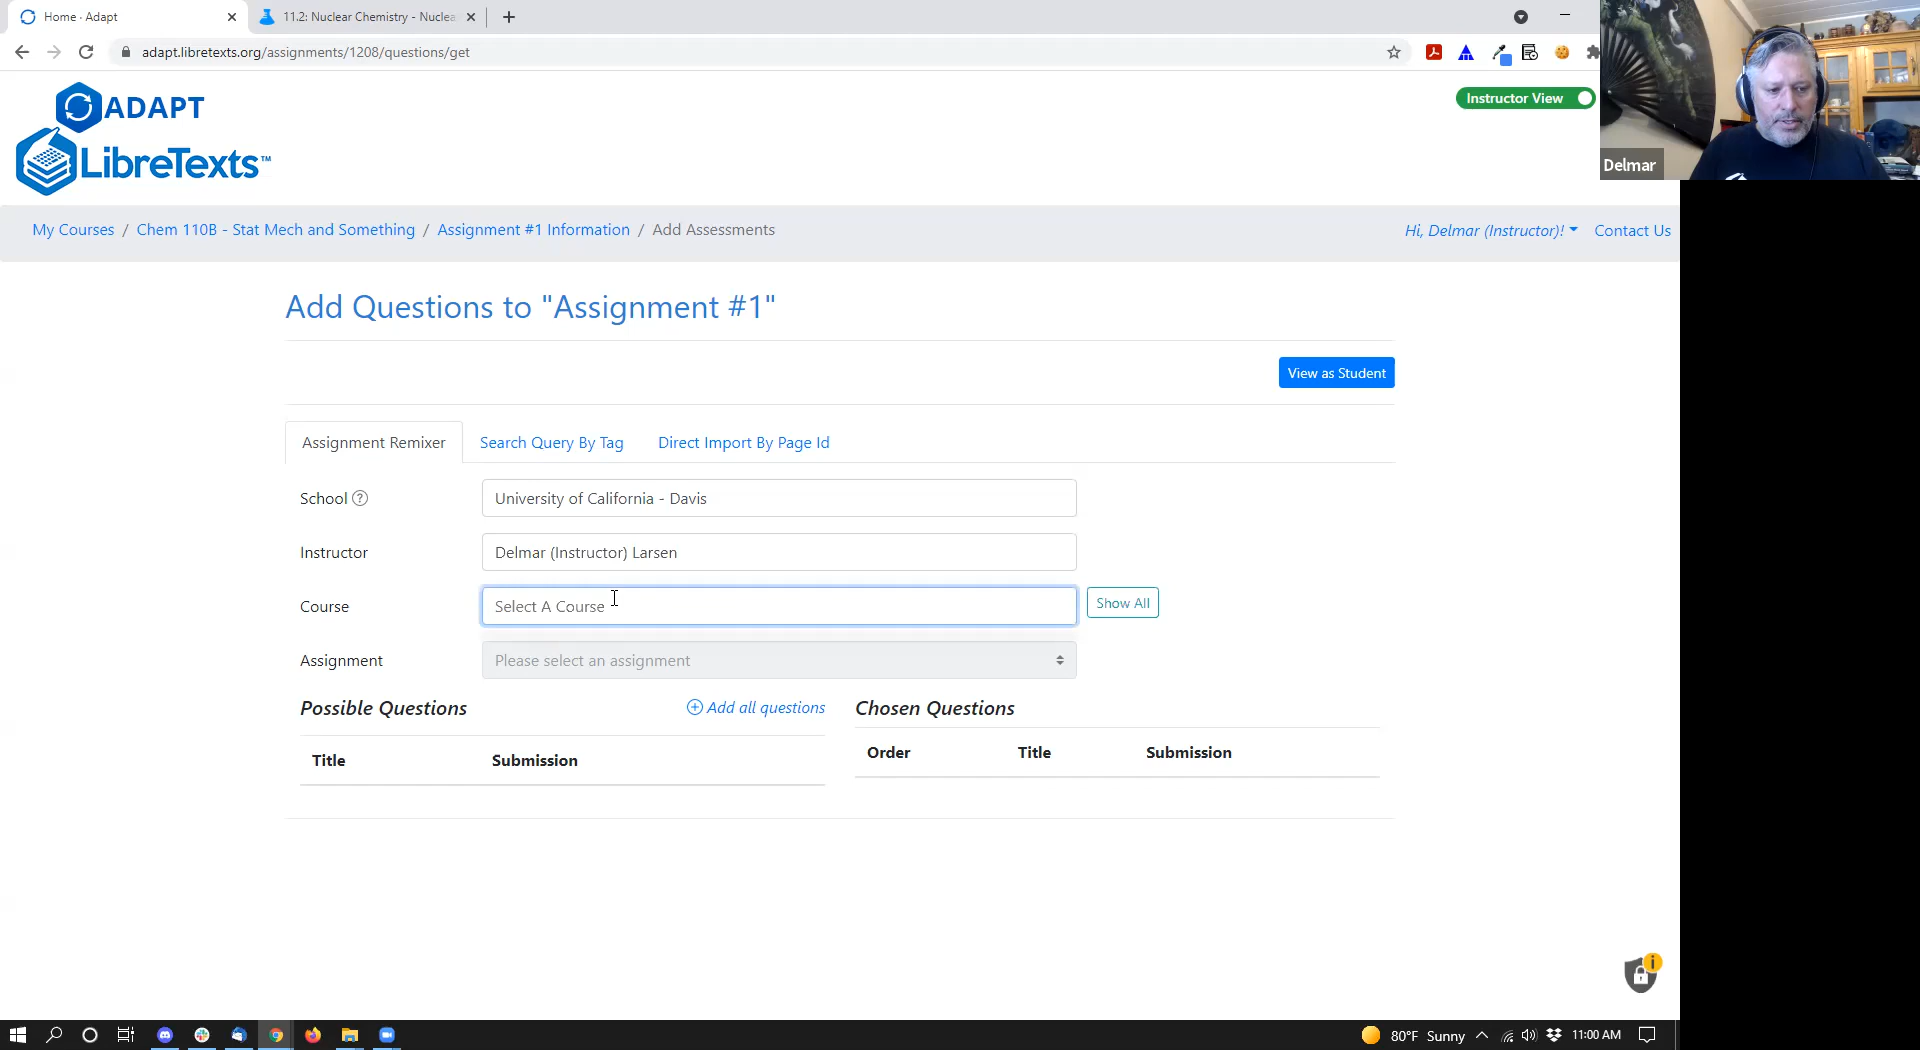 Home · Adapt
11.2: Nuclear Chemistry - Nuclea
adapt.libretexts.org/assignments/1208/questions/get
ADAPT
LibreTexts™
Instructor View
Delmar
My Courses / Chem 110B - Stat Mech and Something / Assignment #1 Information / Add Assessments
Hi, Delmar (Instructor)! Contact Us
Add Questions to "Assignment #1"
View as Student
Assignment Remixer Search Query By Tag Direct Import By Page Id
School ? University of California - Davis
Instructor Delmar (Instructor) Larsen
Course Select A Course Show All
Assignment Please select an assignment
Possible Questions Add all questions Chosen Questions
Title Submission
Order Title Submission
80°F Sunny 11:00 AM